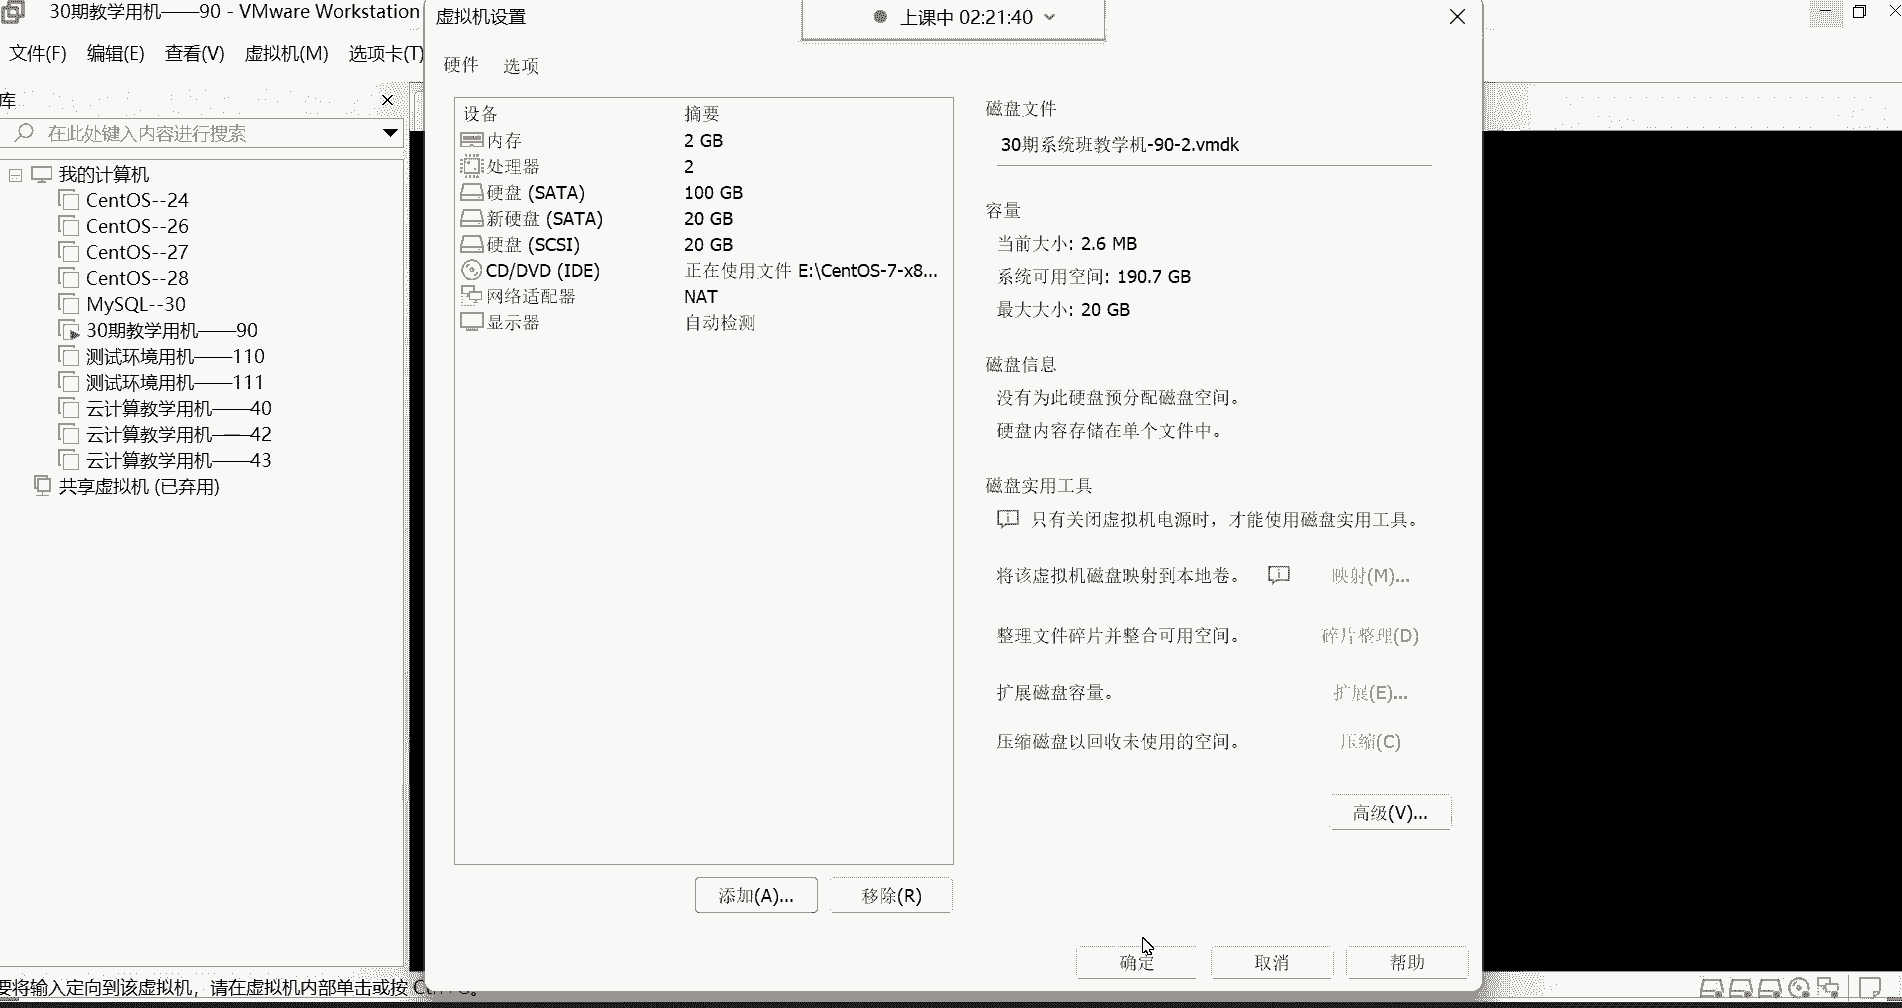 30期教学用机——90 - VMware Workstation
文件(F) 编辑(E) 查看(V) 虚拟机(M) 选项卡(T)
库
在此处键入内容进行搜索
我的计算机
CentOS--24
CentOS--26
CentOS--27
CentOS--28
MySQL--30
30期教学用机——90
测试环境用机——110
测试环境用机——111
云计算教学用机——40
云计算教学用机——42
云计算教学用机——43
共享虚拟机 (已弃用)
要将输入定向到该虚拟机，请在虚拟机内部单击或按
虚拟机设置
上课中 02:21:40
硬件 选项
设备 摘要
内存 2 GB
处理器 2
硬盘 (SATA) 100 GB
新硬盘 (SATA) 20 GB
硬盘 (SCSI) 20 GB
CD/DVD (IDE) 正在使用文件 E:\CentOS-7-x8...
网络适配器 NAT
显示器 自动检测
添加(A)... 移除(R)
磁盘文件
30期系统班教学机-90-2.vmdk
容量
当前大小: 2.6 MB
系统可用空间: 190.7 GB
最大大小: 20 GB
磁盘信息
没有为此硬盘预分配磁盘空间。
硬盘内容存储在单个文件中。
磁盘实用工具
只有关闭虚拟机电源时，才能使用磁盘实用工具。
将该虚拟机磁盘映射到本地卷。 映射(M)...
整理文件碎片并整合可用空间。 碎片整理(D)
扩展磁盘容量。 扩展(E)...
压缩磁盘以回收未使用的空间。 压缩(C)
高级(V)...
确定 取消 帮助